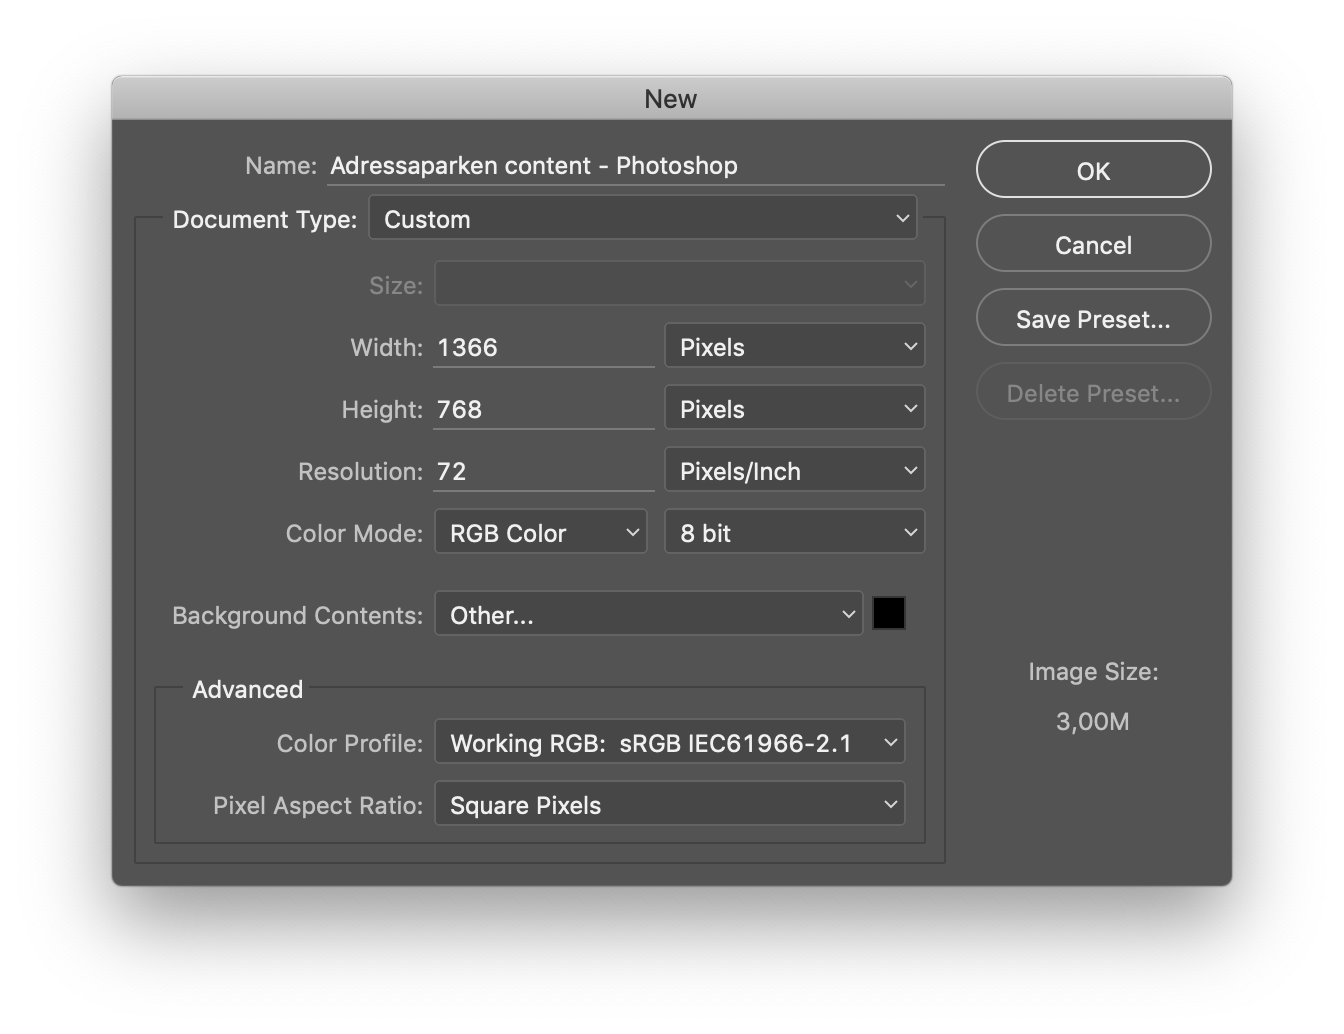 New
Name: Adressaparken content - Photoshop
OK
Document Type: Custom
Cancel
Size:
Save Preset...
Width: 1366 Pixels
Delete Preset...
Height: 768 Pixels
Resolution: 72 Pixels/Inch
Color Mode: RGB Color 8 bit
Background Contents: Other...
Image Size:
3,00M
Advanced
Color Profile: Working RGB: sRGB IEC61966-2.1
Pixel Aspect Ratio: Square Pixels